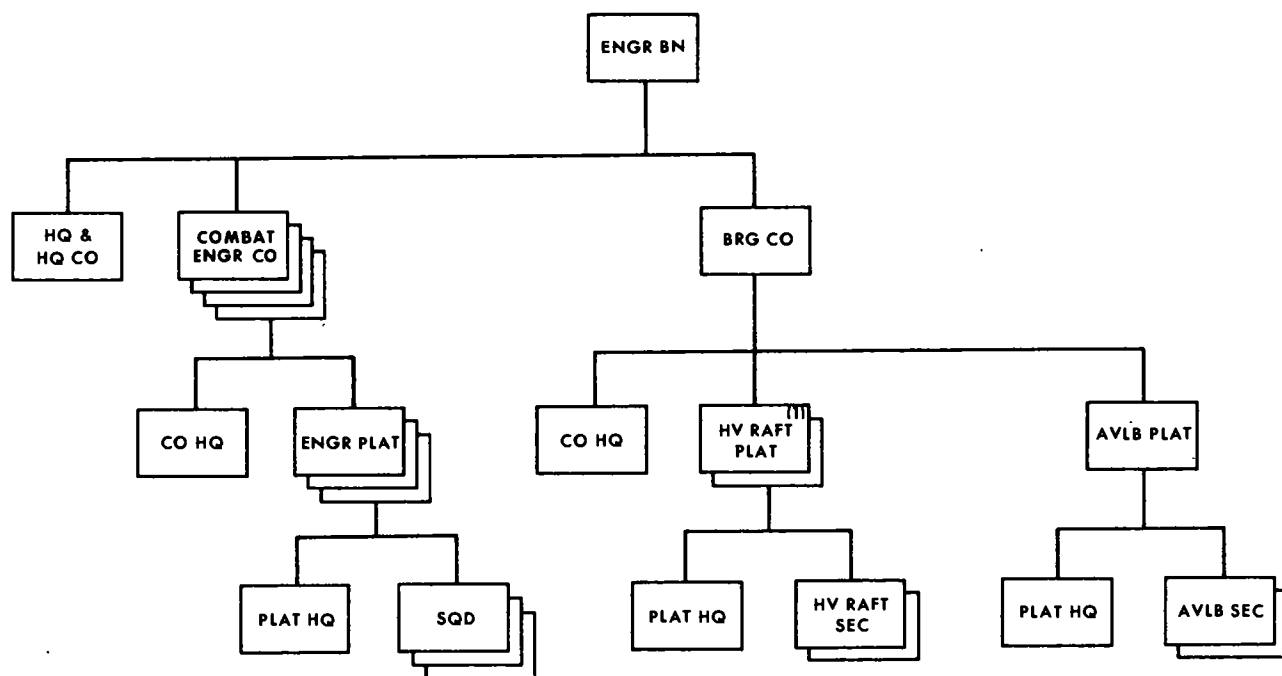 ENGR BN
HQ &
HQ CO
COMBAT
ENGR CO
BRG CO
CO HQ
ENGR PLAT
CO HQ
HV RAFT
PLAT
AVLB PLAT
PLAT HQ
SQD
PLAT HQ
HV RAFT
SEC
PLAT HQ
AVLB SEC